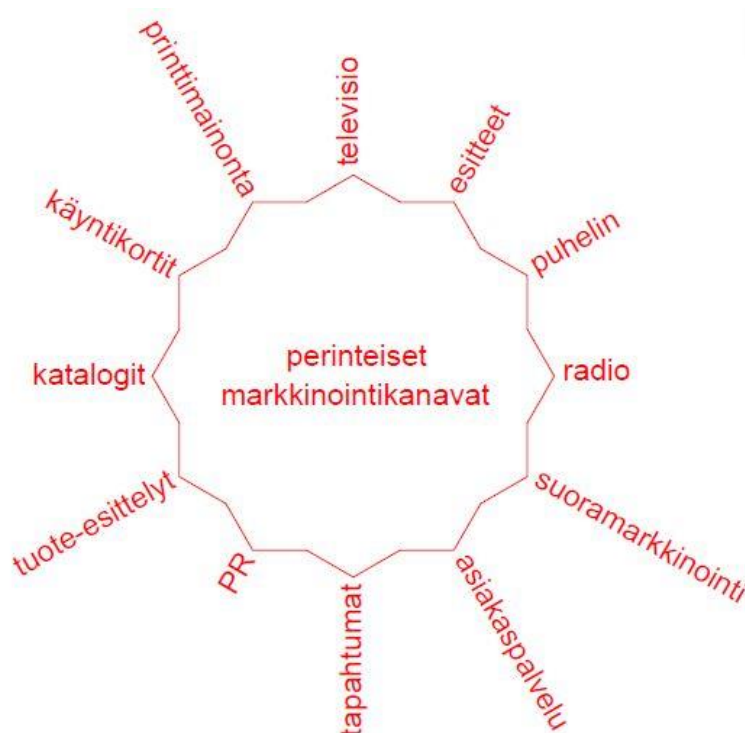 televisio
esitteet
puhelin
radio
suoramarkkinointi
asiakaspalvelu
tapahtumat
PR
tuote-esittelyt
katalogit
käyntikortit
printtimainonta
perinteiset
markkinointikanavat